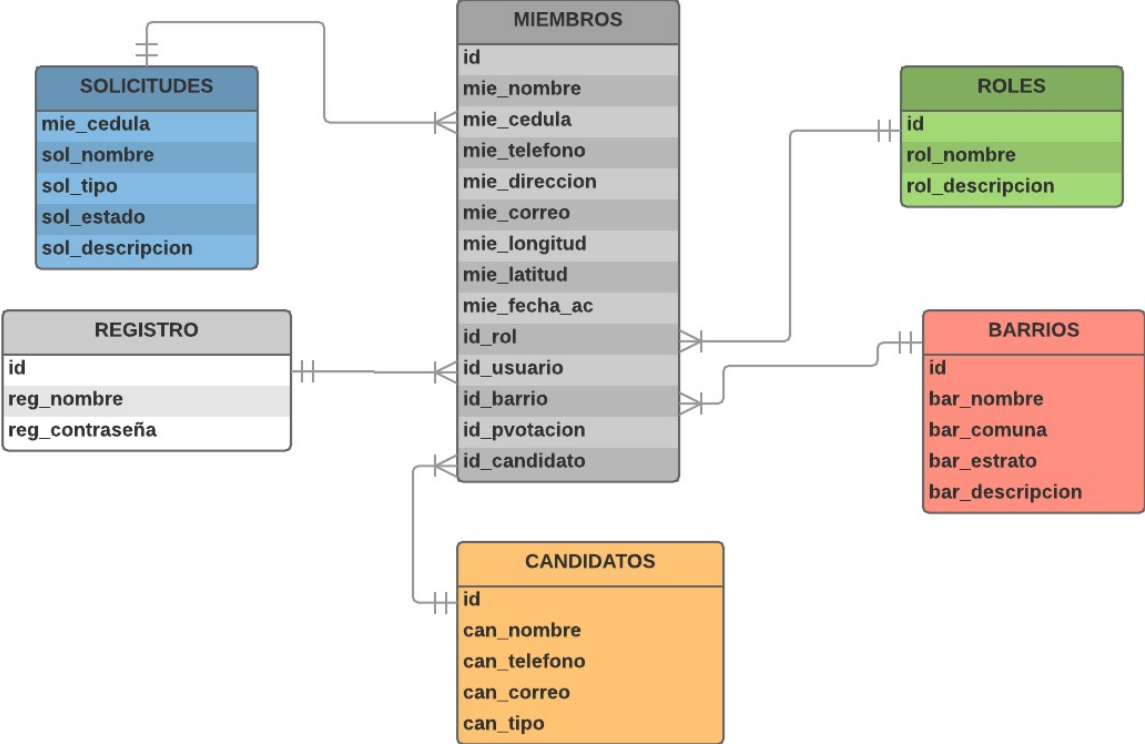 MIEMBROS
id
mie_nombre
mie_cedula
mie_telefono
mie_direccion
mie_correo
mie_longitud
mie_latitud
mie_fecha_ac
id_rol
id_usuario
id_barrio
id_pvotacion
id_candidato
SOLICITUDES
mie_cedula
sol_nombre
sol_tipo
sol_estado
sol_descripcion
ROLES
id
rol_nombre
rol_descripcion
REGISTRO
id
reg_nombre
reg_contraseña
BARRIOS
id
bar_nombre
bar_comuna
bar_estrato
bar_descripcion
CANDIDATOS
id
can_nombre
can_telefono
can_correo
can_tipo